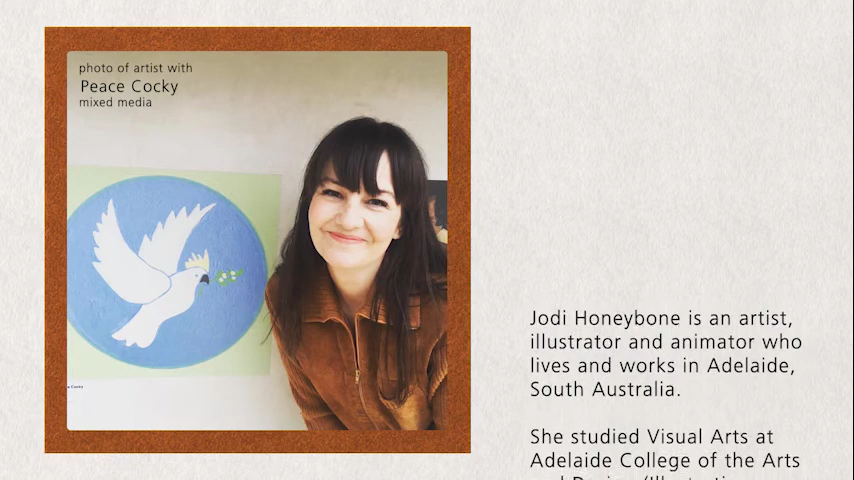 photo of artist with
Peace Cocky
mixed media
Jodi Honeybone is an artist,
illustrator and animator who
lives and works in Adelaide,
South Australia.
She studied Visual Arts at
Adelaide College of the Arts